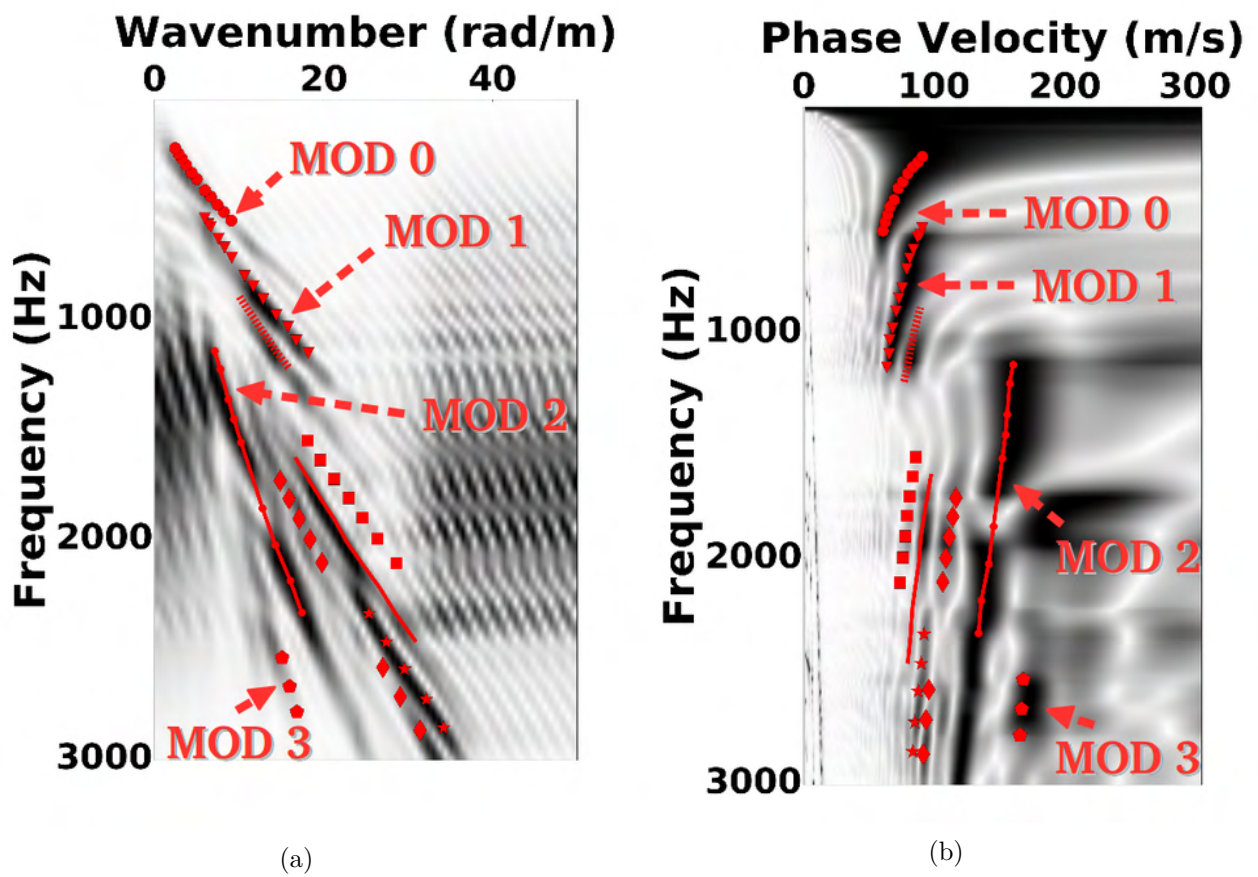 Wavenumber (rad/m)
0 20 40
Frequency (Hz)
1000
2000
3000
MOD 0
MOD 1
MOD 2
MOD 3
(a)
Phase Velocity (m/s)
0 100 200 300
Frequency (Hz)
1000
2000
3000
MOD 0
MOD 1
MOD 2
MOD 3
(b)